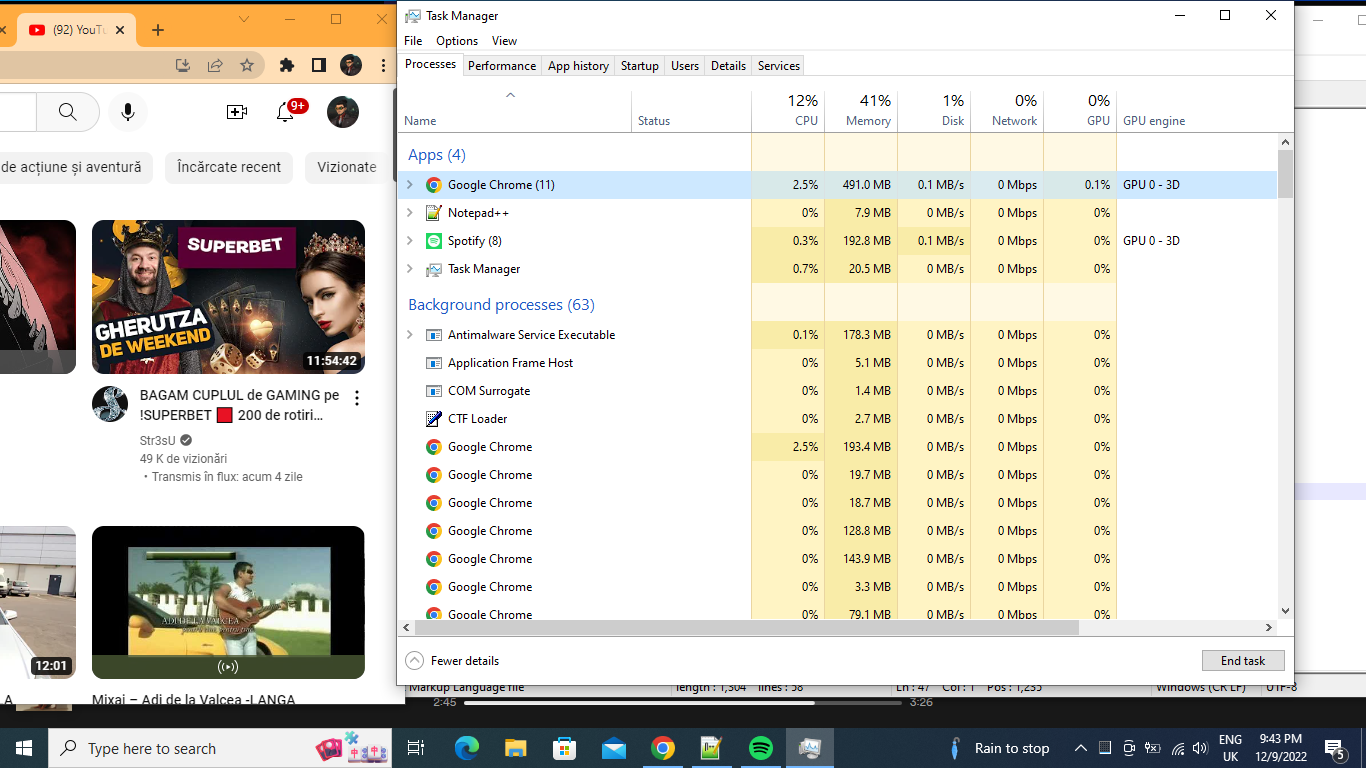 (92) YouTu
9+
de acțiune și aventură
Încărcate recent
Vizionate
SUPERBET
GHERUTZA
DE WEEKEND
11:54:42
BAGAM CUPLUL de GAMING pe
!SUPERBET 🟥 200 de rotiri...
Str3sU
49 K de vizionări
• Transmis în flux: acum 4 zile
12:01
ADI DE LA VALCEA
A
Mixai – Adi de la Valcea -LANGA
Task Manager
File Options View
Processes Performance App history Startup Users Details Services
12% 41% 1% 0% 0%
Name Status CPU Memory Disk Network GPU GPU engine
Apps (4)
Google Chrome (11) 2.5% 491.0 MB 0.1 MB/s 0 Mbps 0.1% GPU 0 - 3D
Notepad++ 0% 7.9 MB 0 MB/s 0 Mbps 0%
Spotify (8) 0.3% 192.8 MB 0.1 MB/s 0 Mbps 0% GPU 0 - 3D
Task Manager 0.7% 20.5 MB 0 MB/s 0 Mbps 0%
Background processes (63)
Antimalware Service Executable 0.1% 178.3 MB 0 MB/s 0 Mbps 0%
Application Frame Host 0% 5.1 MB 0 MB/s 0 Mbps 0%
COM Surrogate 0% 1.4 MB 0 MB/s 0 Mbps 0%
CTF Loader 0% 2.7 MB 0 MB/s 0 Mbps 0%
Google Chrome 2.5% 193.4 MB 0 MB/s 0 Mbps 0%
Google Chrome 0% 19.7 MB 0 MB/s 0 Mbps 0%
Google Chrome 0% 18.7 MB 0 MB/s 0 Mbps 0%
Google Chrome 0% 128.8 MB 0 MB/s 0 Mbps 0%
Google Chrome 0% 143.9 MB 0 MB/s 0 Mbps 0%
Google Chrome 0% 3.3 MB 0 MB/s 0 Mbps 0%
Google Chrome 0% 79.1 MB 0 MB/s 0 Mbps 0%
Fewer details End task
Markup Language file length : 1,304 lines : 58 Ln : 47 Col : 1 Pos : 1,235 Windows (CR LF) UTF-8
2:45 3:26
Type here to search
Rain to stop
ENG
UK
9:43 PM
12/9/2022
5